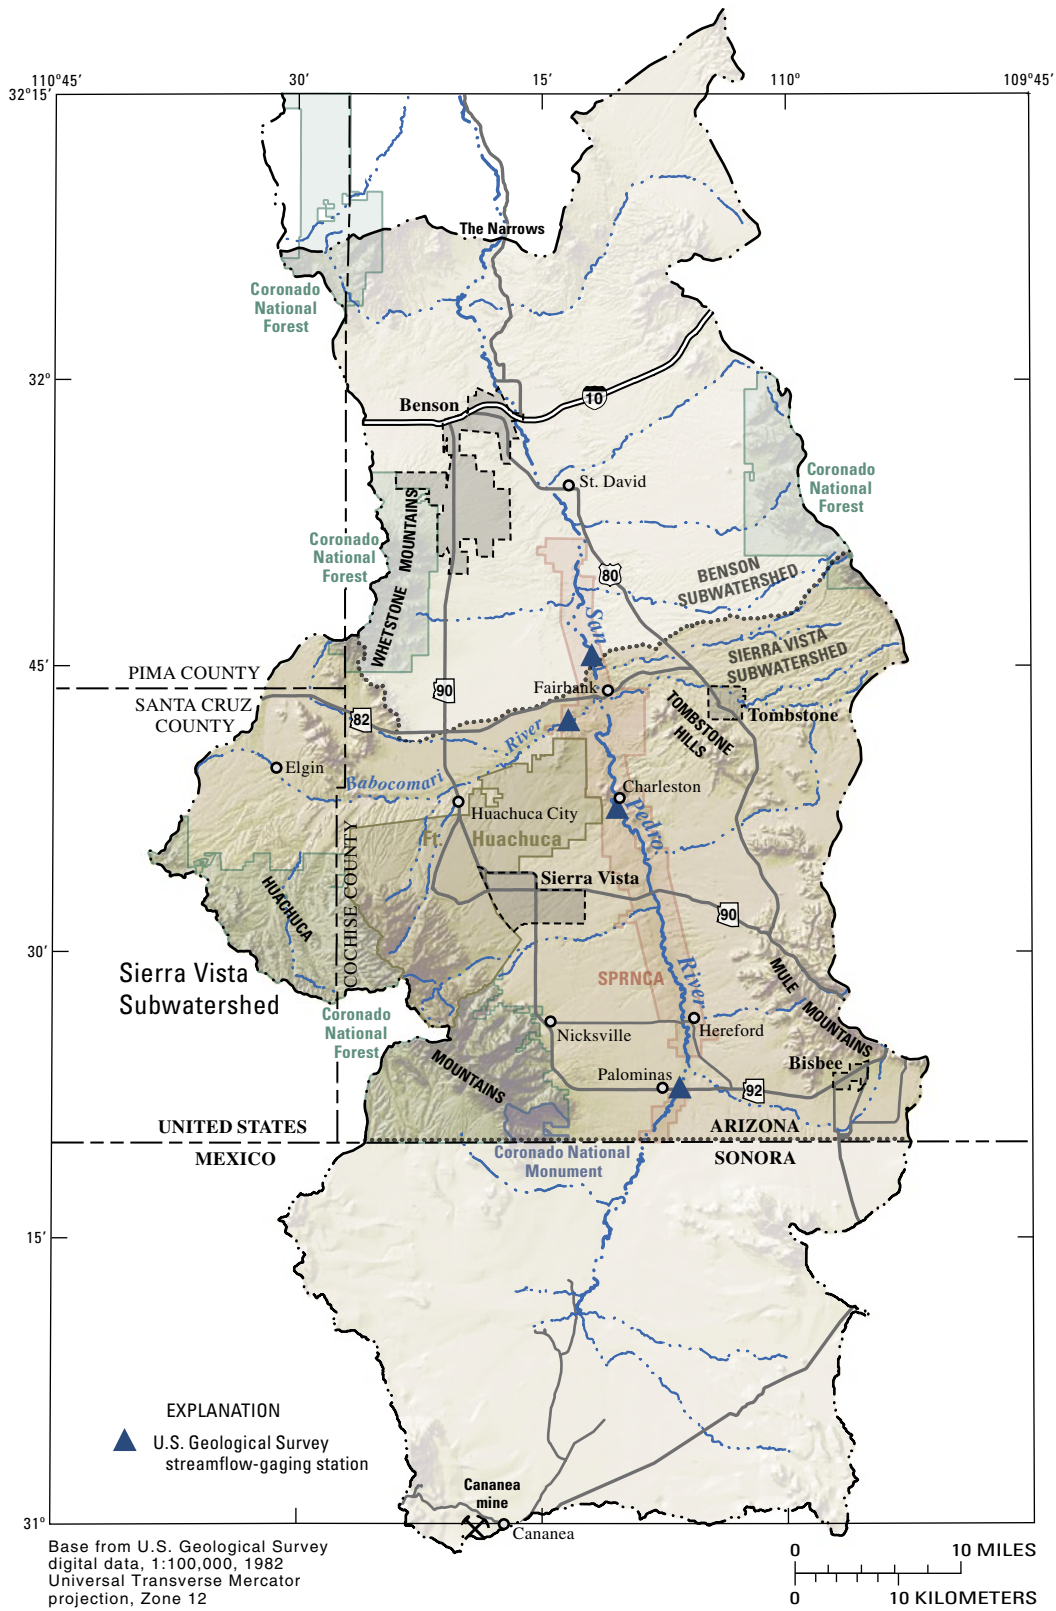 110°45'
30'
15'
110°
109°45'
32°15'
The Narrows
Coronado
National
Forest
32°
10
Benson
St. David
Coronado
National
Forest
WHETSTONE MOUNTAINS
Coronado
National
Forest
80
BENSON
SUBWATERSHED
San
SIERRA VISTA
SUBWATERSHED
45'
PIMA COUNTY
SANTA CRUZ
COUNTY
90
Fairbank
82
TOMBSTONE
HILLS
Tombstone
River
Elgin
Babocomari
Charleston
Huachuca City
Pedro
Ft. Huachuca
COCHISE COUNTY
Sierra Vista
HUACHUCA
90
30'
Sierra Vista
Subwatershed
SPRNCA
River
MULE
MOUNTAINS
Coronado
National
Forest
Nicksville
Hereford
MOUNTAINS
Palominas
Bisbee
92
UNITED STATES
ARIZONA
MEXICO
SONORA
Coronado National
Monument
15'
EXPLANATION
U.S. Geological Survey
streamflow-gaging station
Cananea
mine
31°
Cananea
Base from U.S. Geological Survey
digital data, 1:100,000, 1982
Universal Transverse Mercator
projection, Zone 12
0 10 MILES
0 10 KILOMETERS